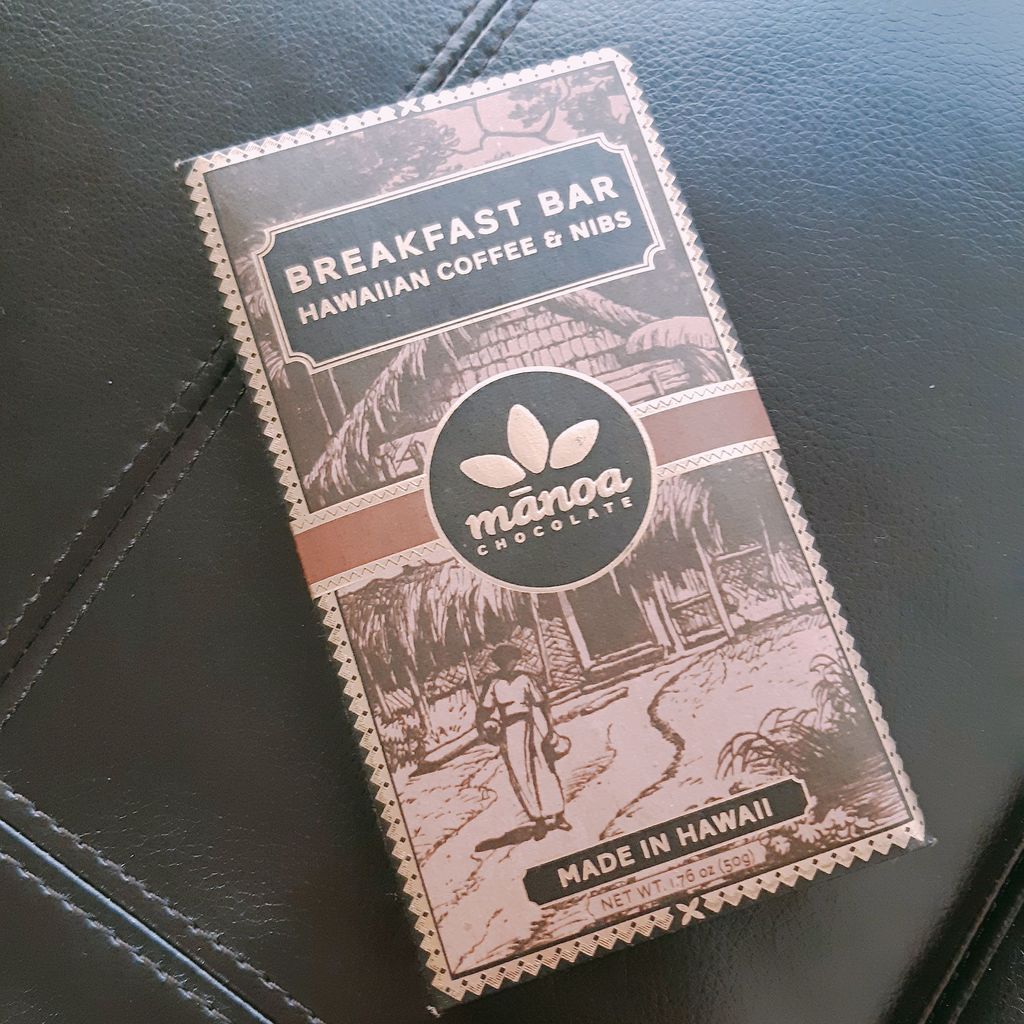 BREAKFAST BAR
HAWAIIAN COFFEE & NIBS
mānoa
CHOCOLATE
MADE IN HAWAII
NET WT. 1.76 oz (50g)